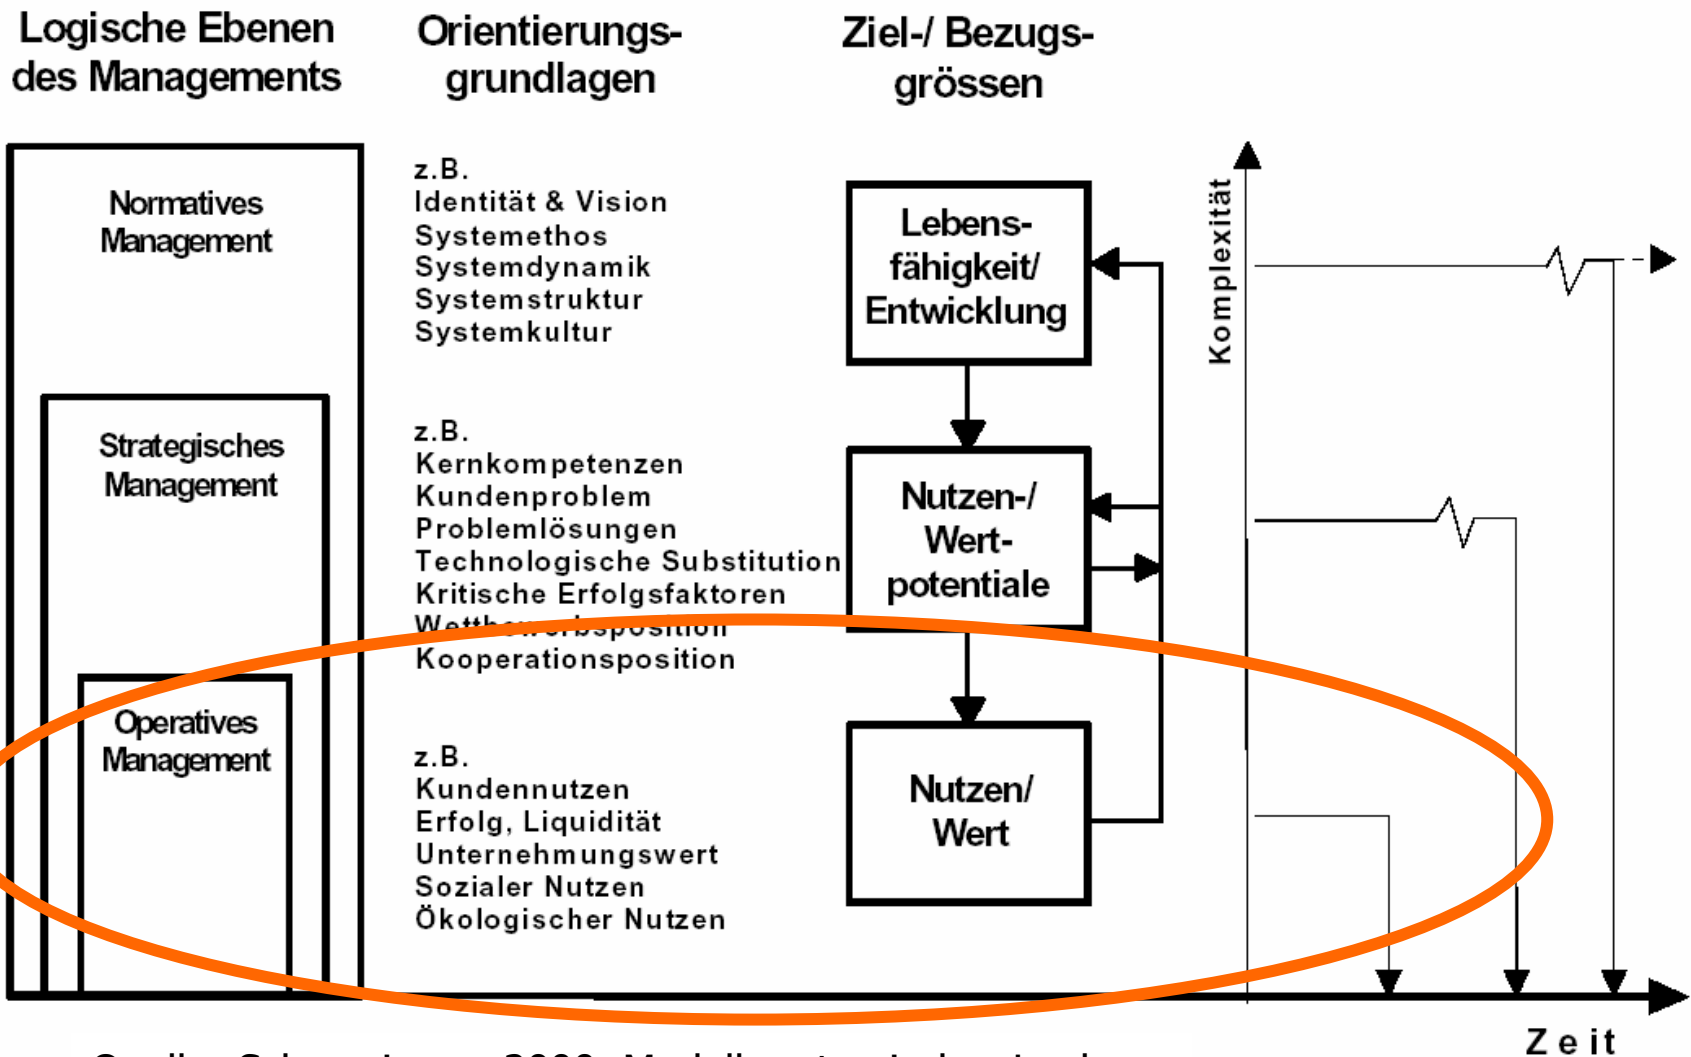 Logische Ebenen
des Managements
Orientierungs-
grundlagen
Ziel-/ Bezugs-
grössen
Normatives
Management
z.B.
Identität & Vision
Systemethos
Systemdynamik
Systemstruktur
Systemkultur
Lebens-
fähigkeit/
Entwicklung
Komplexität
Strategisches
Management
z.B.
Kernkompetenzen
Kundenproblem
Problemlösungen
Technologische Substitution
Kritische Erfolgsfaktoren
Wettbewerbsposition
Kooperationsposition
Nutzen-/
Wert-
potentiale
Operatives
Management
z.B.
Kundennutzen
Erfolg, Liquidität
Unternehmungswert
Sozialer Nutzen
Ökologischer Nutzen
Nutzen/
Wert
Zeit